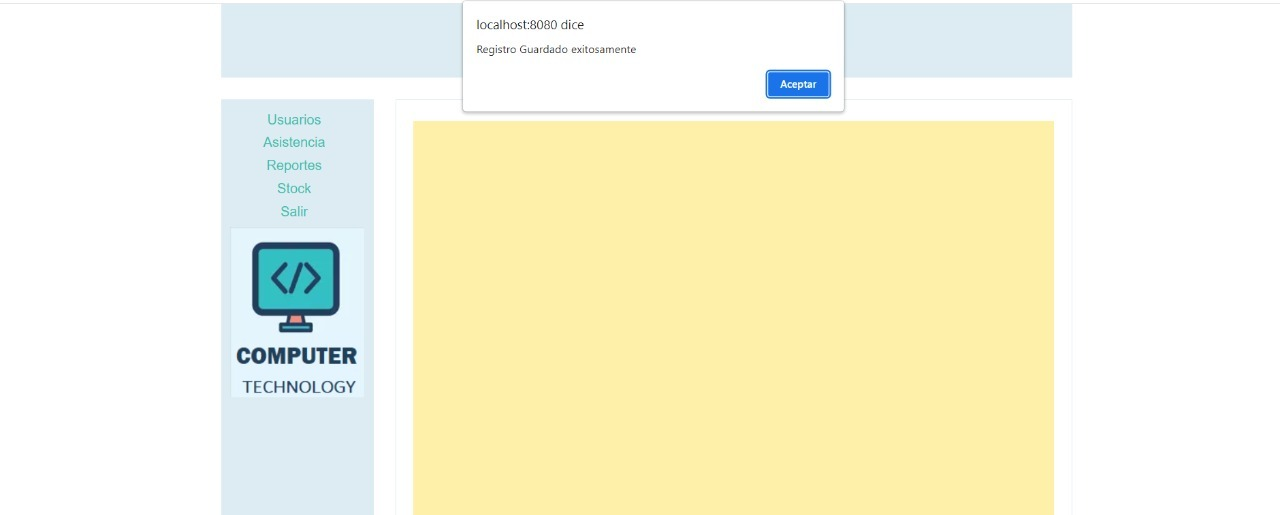 localhost:8080 dice
Registro Guardado exitosamente
Aceptar
Usuarios
Asistencia
Reportes
Stock
Salir
</>
COMPUTER
TECHNOLOGY